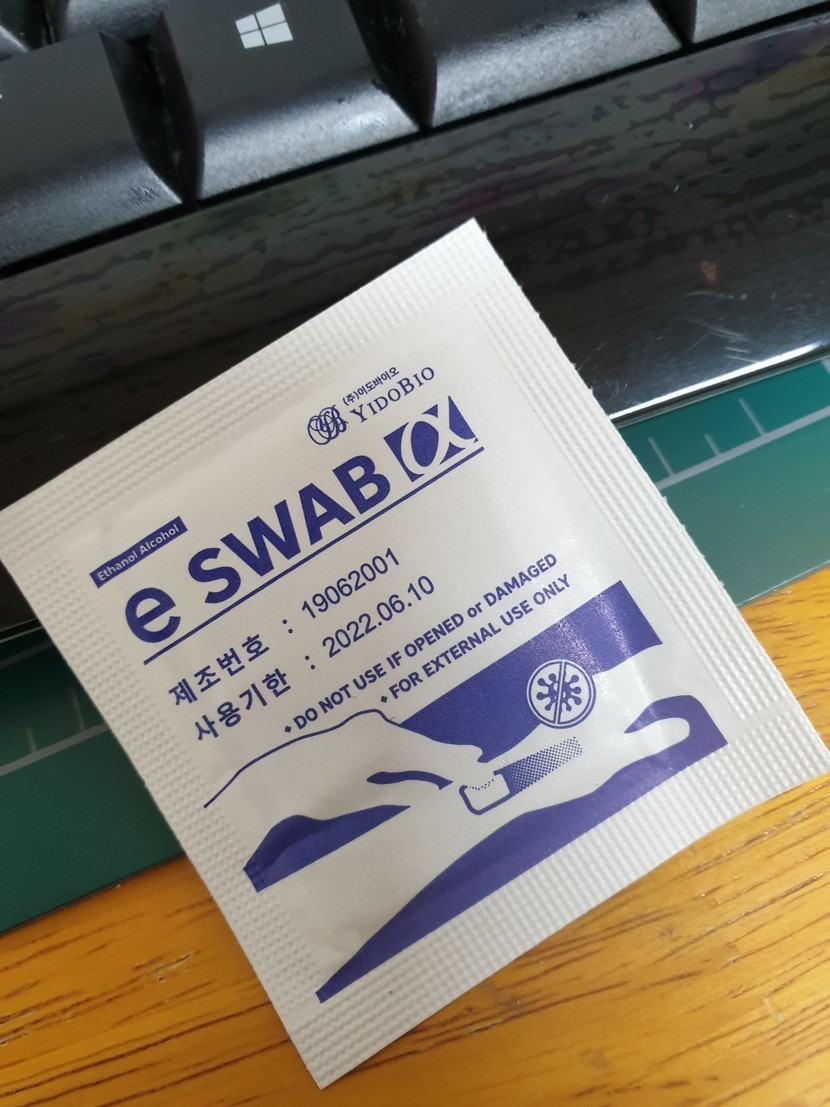 (주)이도바이오
YIDOBIO
Ethanol Alcohol
e SWAB α
제조번호 : 19062001
사용기한 : 2022.06.10
• DO NOT USE IF OPENED or DAMAGED
• FOR EXTERNAL USE ONLY